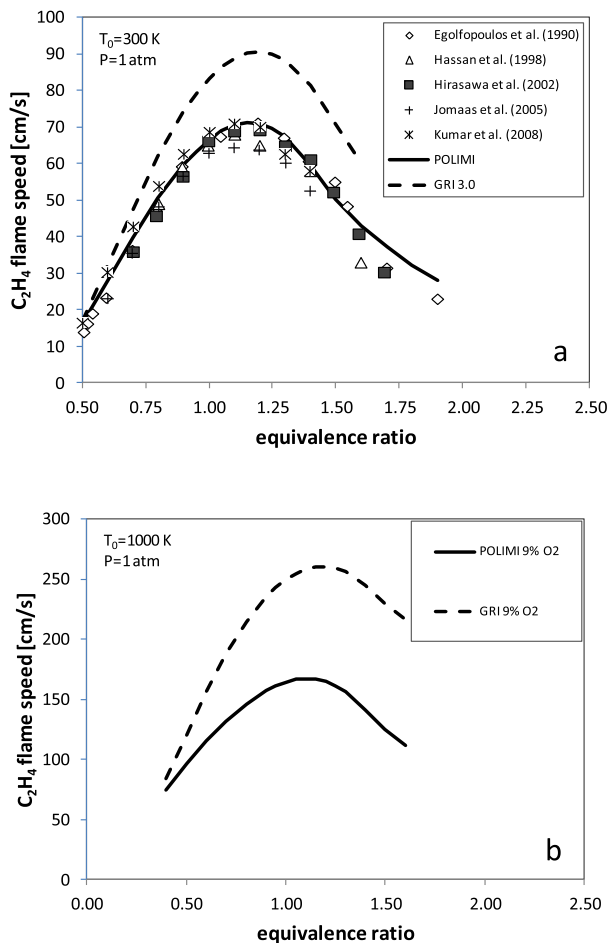 100
90
80
70
60
50
40
30
20
10
0
C2H4 flame speed [cm/s]
T0=300 K
P=1 atm
Egolfopoulos et al. (1990)
Hassan et al. (1998)
Hirasawa et al. (2002)
Jomaas et al. (2005)
Kumar et al. (2008)
POLIMI
GRI 3.0
a
0.50 0.75 1.00 1.25 1.50 1.75 2.00 2.25 2.50
equivalence ratio
300
250
200
150
100
50
0
C2H4 flame speed [cm/s]
T0=1000 K
P=1 atm
POLIMI 9% O2
GRI 9% O2
b
0.00 0.50 1.00 1.50 2.00 2.50
equivalence ratio